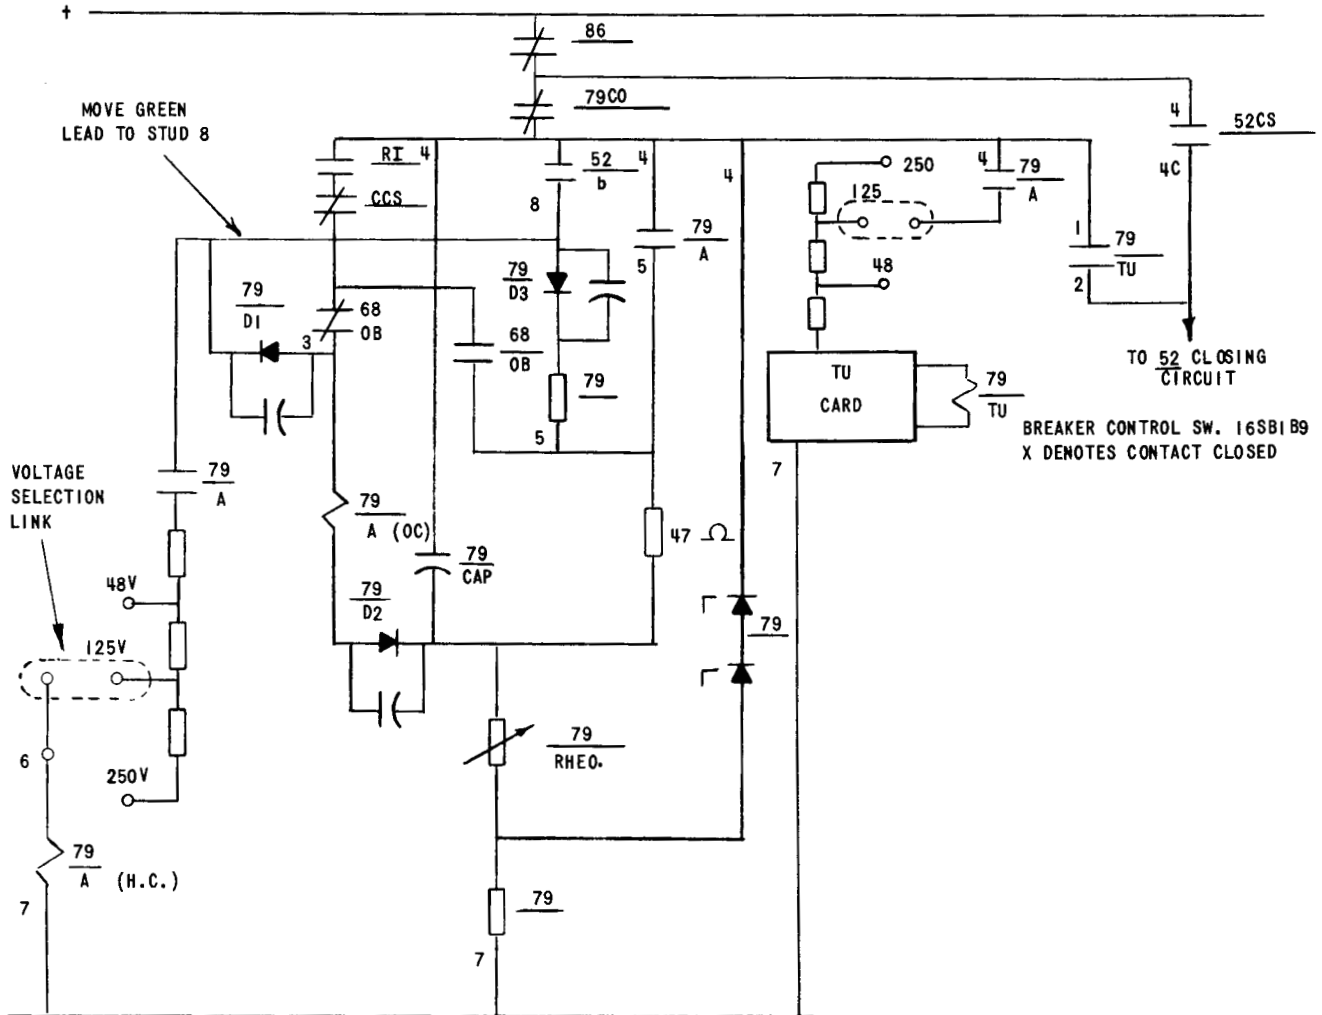 +
86
79CO
4
52CS
4C
MOVE GREEN
LEAD TO STUD 8
RI
4
CCS
52
b
8
4
79
A
5
4
250
125
4
79
A
48
1
79
TU
2
79
D1
3
68
OB
68
OB
79
D3
79
5
TO 52 CLOSING
CIRCUIT
TU
CARD
79
TU
BREAKER CONTROL SW. 16SB1B9
X DENOTES CONTACT CLOSED
7
VOLTAGE
SELECTION
LINK
79
A
79
A (OC)
79
CAP
47 Ω
48V
79
D2
79
125V
6
250V
79
RHEO.
79
A (H.C.)
7
79
7